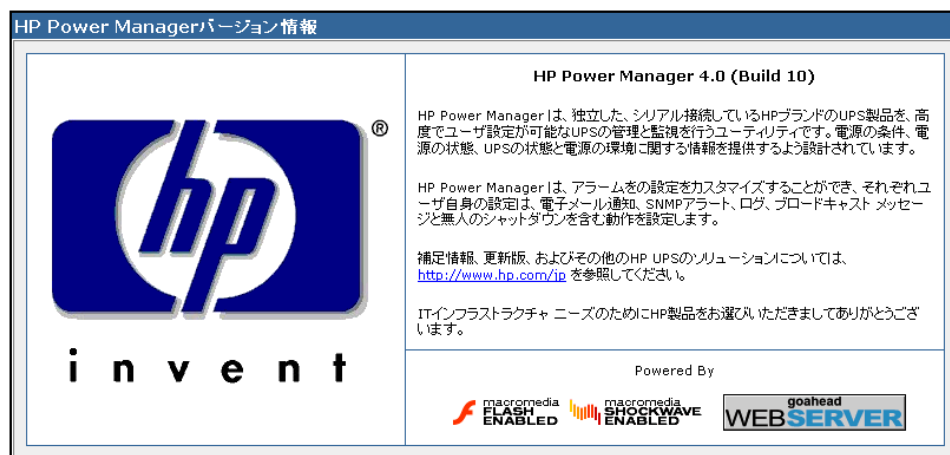 HP Power Managerバージョン情報
hp
®
invent
HP Power Manager 4.0 (Build 10)
HP Power Managerは、独立した、シリアル接続しているHPブランドのUPS製品を、高
度でユーザ設定が可能なUPSの管理と監視を行うユーティリティです。電源の条件、電
源の状態、UPSの状態と電源の環境に関する情報を提供するよう設計されています。
HP Power Managerは、アラームをの設定をカスタマイズすることができ、それぞれユ
ーザ自身の設定は、電子メール通知、SNMPアラート、ログ、ブロードキャスト メッセー
ジと無人のシャットダウンを含む動作を設定します。
補足情報、更新版、およびその他のHP UPSのソリューションについては、
http://www.hp.com/jp を参照してください。
ITインフラストラクチャ ニーズのためにHP製品をお選びいただきましてありがとうござ
います。
Powered By
macromedia
FLASH
ENABLED
macromedia
SHOCKWAVE
ENABLED
goahead
WEBSERVER